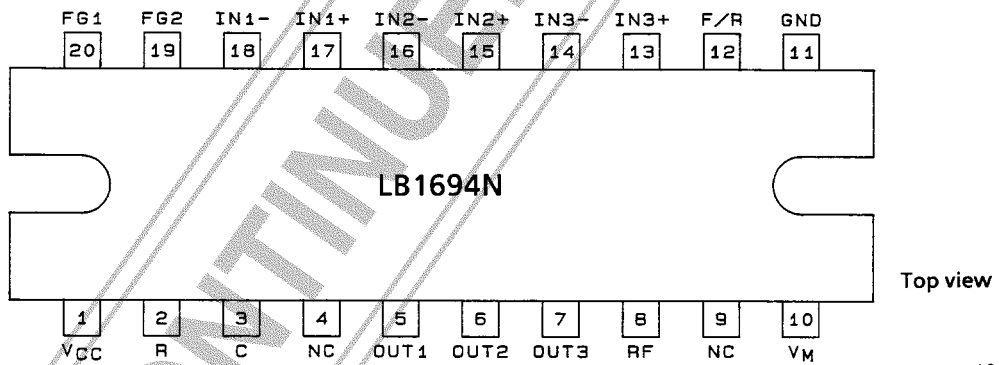 FG1 FG2 IN1- IN1+ IN2- IN2+ IN3- IN3+ F/R GND
20 19 18 17 16 15 14 13 12 11
LB1694N
Top view
1 2 3 4 5 6 7 8 9 10
VCC R C NC OUT1 OUT2 OUT3 RF NC VM